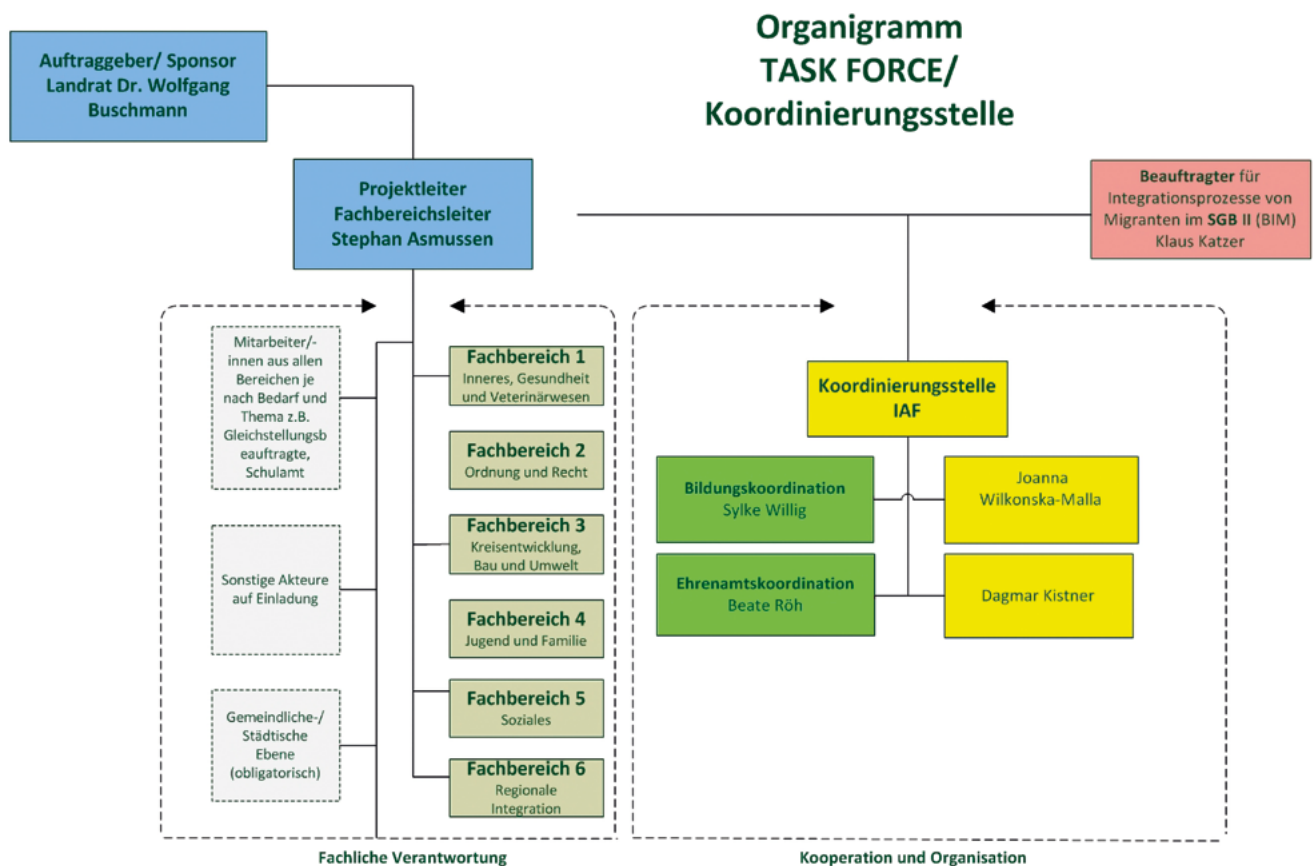 Organigramm
TASK FORCE/
Koordinierungsstelle
Auftraggeber/ Sponsor
Landrat Dr. Wolfgang
Buschmann
Projektleiter
Fachbereichsleiter
Stephan Asmussen
Beauftragter für
Integrationsprozesse von
Migranten im SGB II (BIM)
Klaus Katzer
Mitarbeiter/-
innen aus allen
Bereichen je
nach Bedarf und
Thema z.B.
Gleichstellungsb
eauftragte,
Schulamt
Sonstige Akteure
auf Einladung
Gemeindliche-/
Städtische
Ebene
(obligatorisch)
Fachbereich 1
Inneres, Gesundheit
und Veterinärwesen
Fachbereich 2
Ordnung und Recht
Fachbereich 3
Kreisentwicklung,
Bau und Umwelt
Fachbereich 4
Jugend und Familie
Fachbereich 5
Soziales
Fachbereich 6
Regionale
Integration
Koordinierungsstelle
IAF
Bildungskoordination
Sylke Willig
Joanna
Wilkonska-Malla
Ehrenamtskoordination
Beate Röh
Dagmar Kistner
Fachliche Verantwortung
Kooperation und Organisation